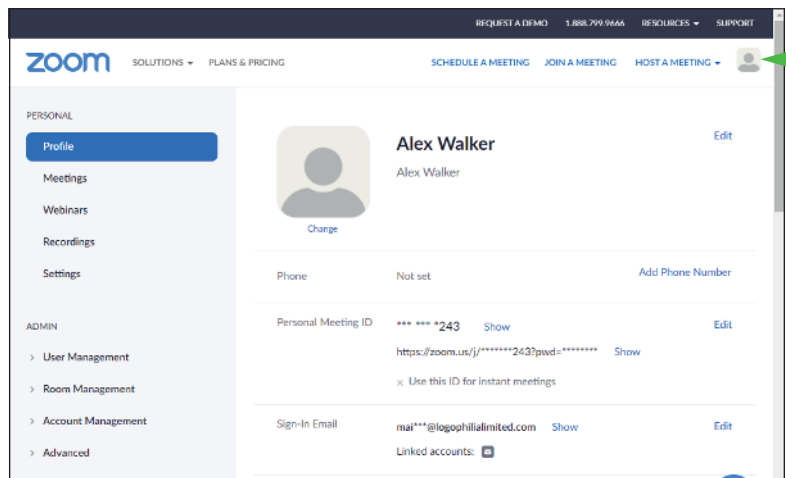 REQUEST A DEMO 1.888.799.9666 RESOURCES SUPPORT
zoom SOLUTIONS PLANS & PRICING SCHEDULE A MEETING JOIN A MEETING HOST A MEETING
PERSONAL
Profile
Meetings
Webinars
Recordings
Settings
ADMIN
User Management
Room Management
Account Management
Advanced
Change
Alex Walker Edit
Alex Walker
Phone Not set Add Phone Number
Personal Meeting ID *** *** *243 Show Edit
https://zoom.us/j/*******243?pwd=******** Show
× Use this ID for instant meetings
Sign-In Email mai***@logophilialimited.com Show Edit
Linked accounts: